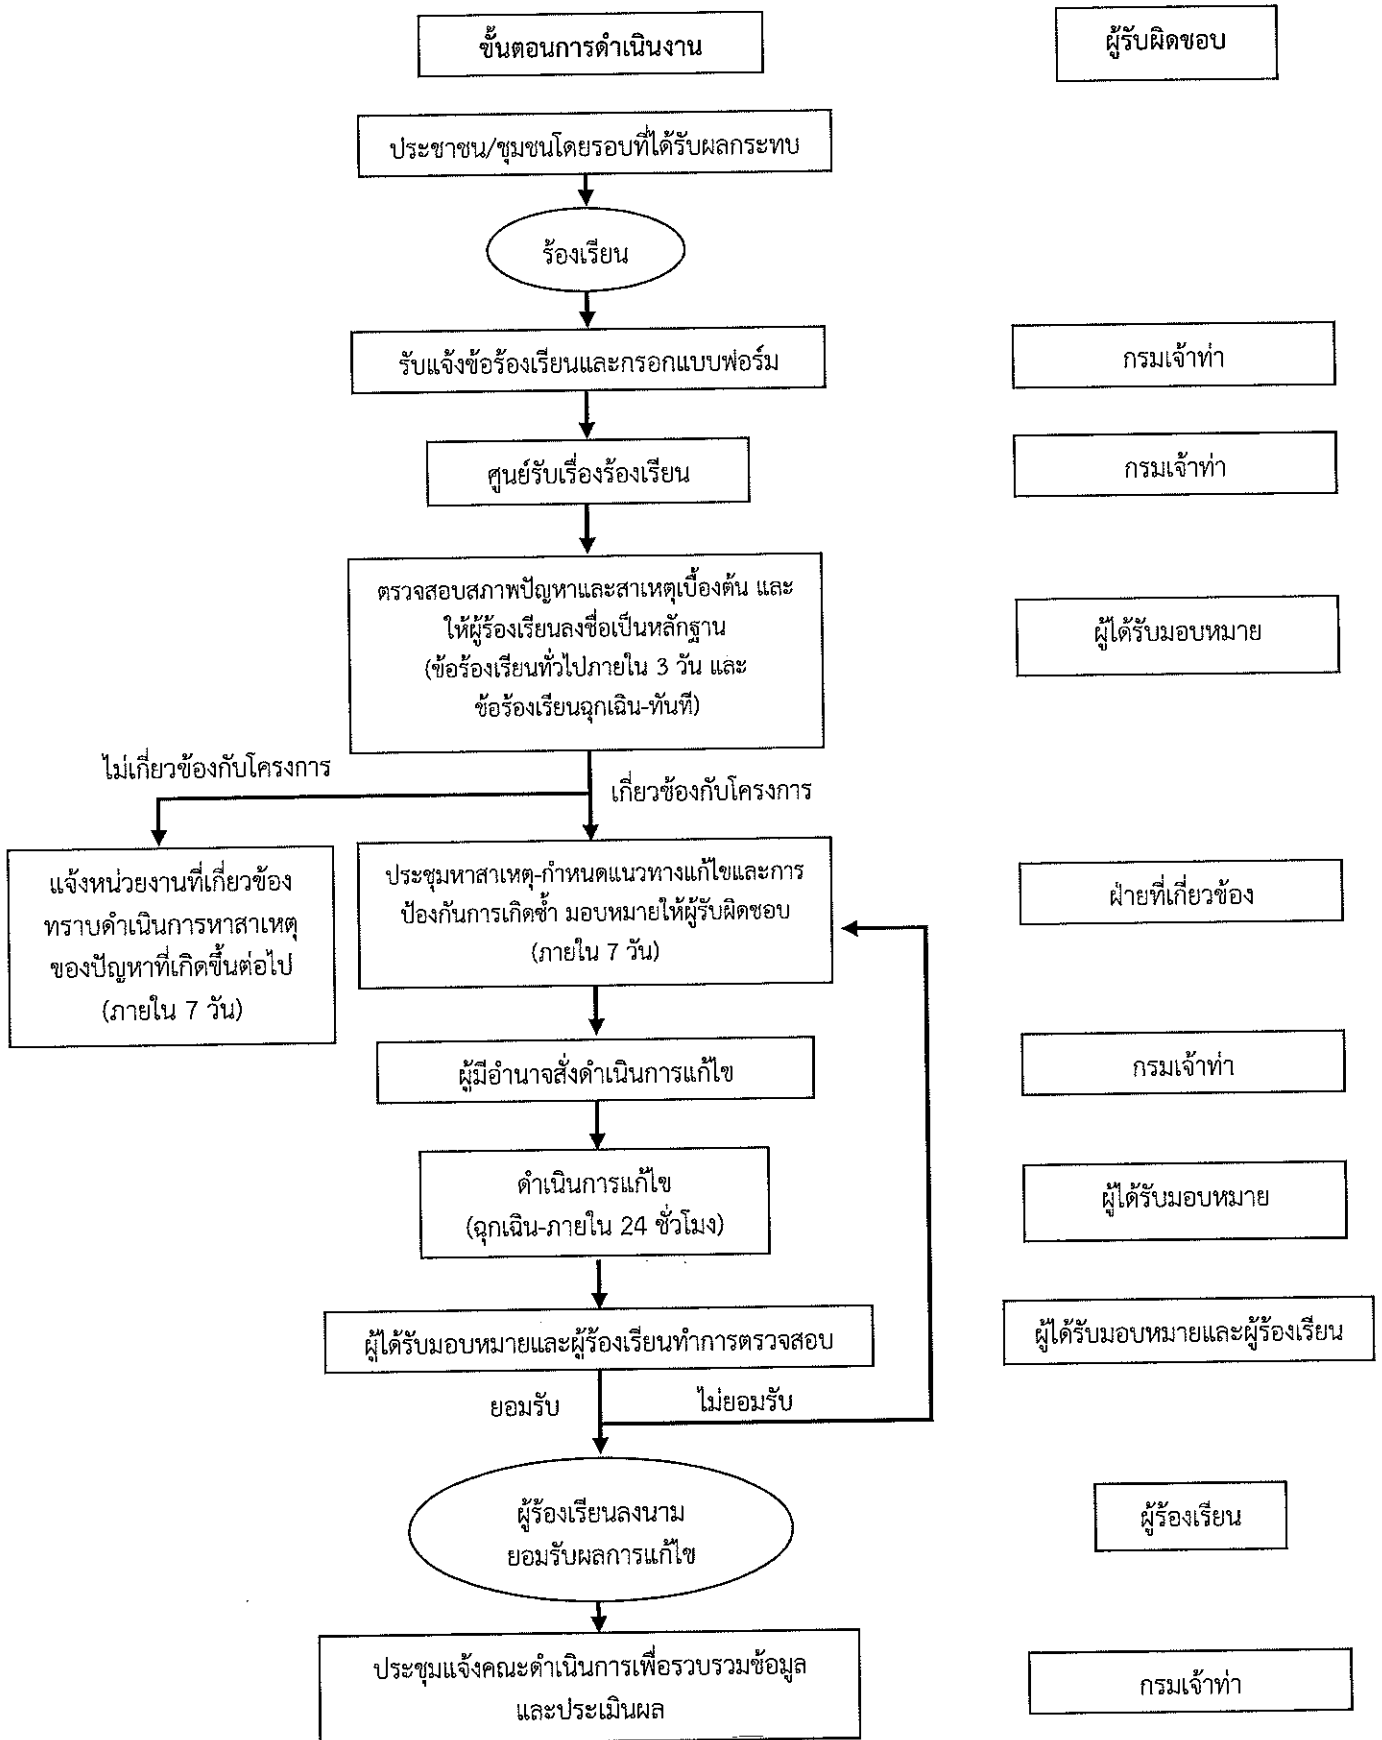 ขั้นตอนการดำเนินงาน
ผู้รับผิดชอบ
ประชาชน/ชุมชนโดยรอบที่ได้รับผลกระทบ
ร้องเรียน
รับแจ้งข้อร้องเรียนและกรอกแบบฟอร์ม
กรมเจ้าท่า
ศูนย์รับเรื่องร้องเรียน
กรมเจ้าท่า
ตรวจสอบสภาพปัญหาและสาเหตุเบื้องต้น และ
ให้ผู้ร้องเรียนลงชื่อเป็นหลักฐาน
(ข้อร้องเรียนทั่วไปภายใน 3 วัน และ
ข้อร้องเรียนฉุกเฉิน-ทันที)
ผู้ได้รับมอบหมาย
ไม่เกี่ยวข้องกับโครงการ
เกี่ยวข้องกับโครงการ
แจ้งหน่วยงานที่เกี่ยวข้อง
ทราบดำเนินการหาสาเหตุ
ของปัญหาที่เกิดขึ้นต่อไป
(ภายใน 7 วัน)
ประชุมหาสาเหตุ-กำหนดแนวทางแก้ไขและการ
ป้องกันการเกิดซ้ำ มอบหมายให้ผู้รับผิดชอบ
(ภายใน 7 วัน)
ฝ่ายที่เกี่ยวข้อง
ผู้มีอำนาจสั่งดำเนินการแก้ไข
กรมเจ้าท่า
ดำเนินการแก้ไข
(ฉุกเฉิน-ภายใน 24 ชั่วโมง)
ผู้ได้รับมอบหมาย
ผู้ได้รับมอบหมายและผู้ร้องเรียนทำการตรวจสอบ
ผู้ได้รับมอบหมายและผู้ร้องเรียน
ยอมรับ
ไม่ยอมรับ
ผู้ร้องเรียนลงนาม
ยอมรับผลการแก้ไข
ผู้ร้องเรียน
ประชุมแจ้งคณะดำเนินการเพื่อรวบรวมข้อมูล
และประเมินผล
กรมเจ้าท่า